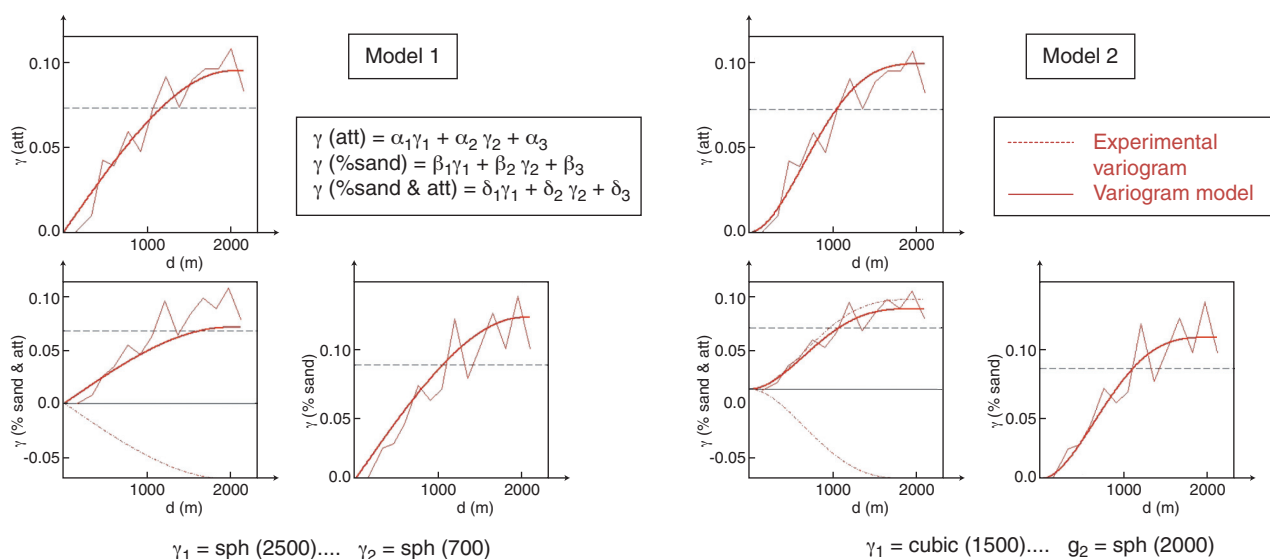 Model 1
0.10
0.05
0.0
γ (att)
1000 2000
d (m)
γ (att) = α₁γ₁ + α₂ γ₂ + α₃
γ (%sand) = β₁γ₁ + β₂ γ₂ + β₃
γ (%sand & att) = δ₁γ₁ + δ₂ γ₂ + δ₃
0.10
0.05
0.0
-0.05
γ (% sand & att)
1000 2000
d (m)
0.10
0.05
0.0
γ (% sand)
1000 2000
d (m)
γ₁ = sph (2500).... γ₂ = sph (700)
Model 2
0.10
0.05
0.0
γ (att)
1000 2000
d (m)
Experimental
variogram
Variogram model
0.10
0.05
0.0
-0.05
γ (% sand & att)
1000 2000
d (m)
0.10
0.05
0.0
γ (% sand)
1000 2000
d (m)
γ₁ = cubic (1500).... g₂ = sph (2000)